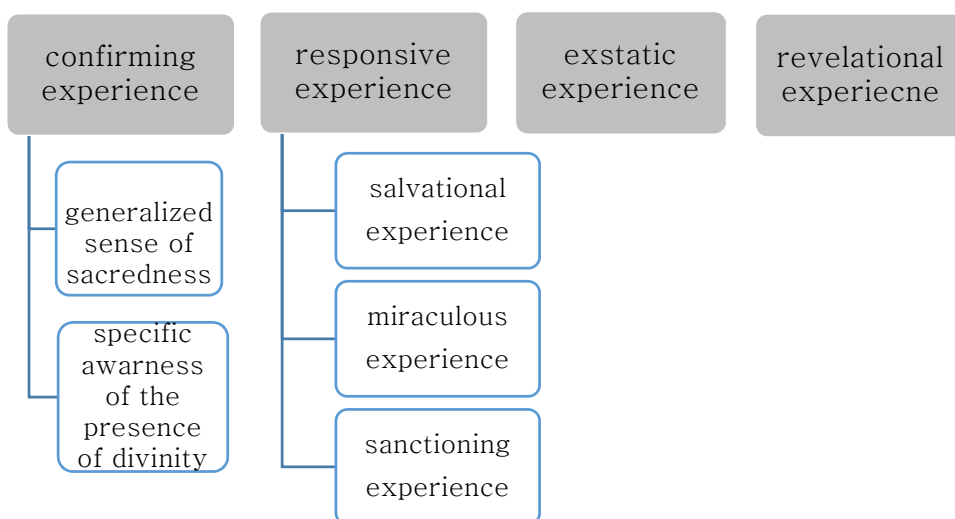 confirming
experience
generalized
sense of
sacredness
specific
awarness
of the
presence
of divinity
responsive
experience
salvational
experience
miraculous
experience
sanctioning
experience
exstatic
experience
revelational
experiecne